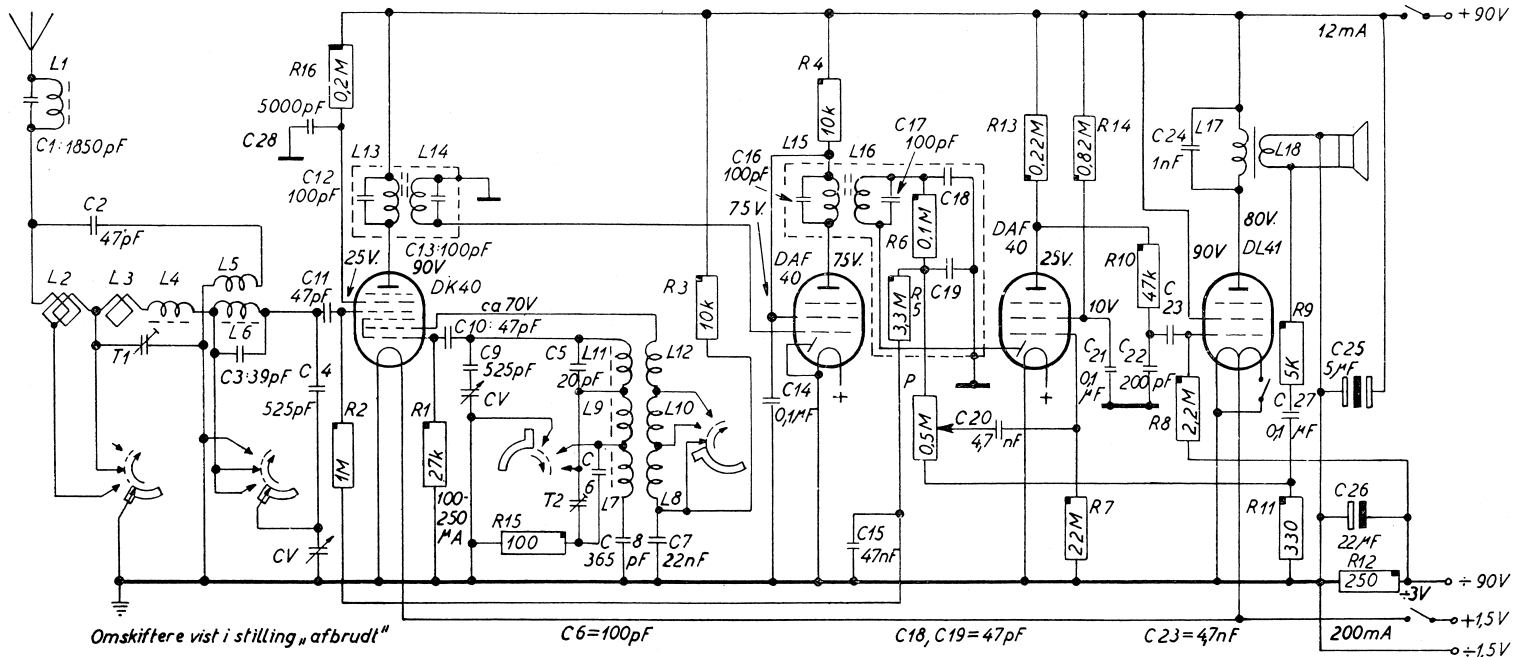 12mA
+90V
L1
R16
0,2M
R4
10k
5000pF
C28
C1:1850pF
L13
L14
C12
100pF
L15
L16
C17
100pF
C16
100pF
R13
0,22M
R14
0,82M
C24
1nF
L17
L18
C2
47pF
C13:100pF
90V
25V.
DK40
ca 70V
75V.
DAF
40
75V.
R6
0,1M
C18
C19
DAF
40
25V.
10V
R10
47k
90V
80V.
DL41
L2
L3
L4
L5
L6
C11
47pF
C10:47pF
R3
10k
R5
3,3M
C
23
R9
5K
T1
C3:39pF
C4
525pF
C9
525pF
CV
C5
20pF
L11
L12
L9
L10
C14
0,1µF
P
0,5M
C20
4,7nF
C21
0,1
µF
C22
200pF
R8
2,2M
C25
5µF
C27
0,1µF
R2
1M
R1
27k
100-
250
µA
C
6
T2
L7
L8
R15
100
C8
365pF
C7
22nF
C15
47nF
R7
22M
R11
330
C26
22µF
R12
250
CV
÷90V
÷3V
+1,5V
200mA
÷1,5V
Omskiftere vist i stilling „afbrudt"
C6=100pF
C18, C19=47pF
C23=4,7nF